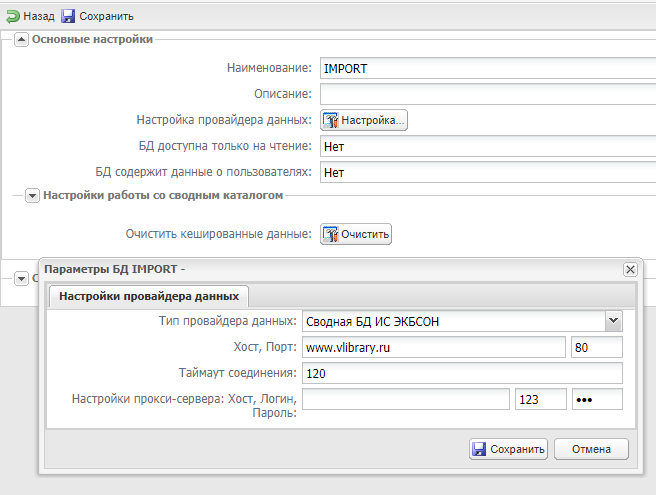 Назад Сохранить
Основные настройки
Наименование: IMPORT
Описание:
Настройка провайдера данных: Настройка...
БД доступна только на чтение: Нет
БД содержит данные о пользователях: Нет
Настройки работы со сводным каталогом
Очистить кешированные данные: Очистить
Параметры БД IMPORT -
Настройки провайдера данных
Тип провайдера данных: Сводная БД ИС ЭКБСОН
Хост, Порт: www.vlibrary.ru 80
Таймаут соединения: 120
Настройки прокси-сервера: Хост, Логин, 123 •••
Пароль:
Сохранить Отмена